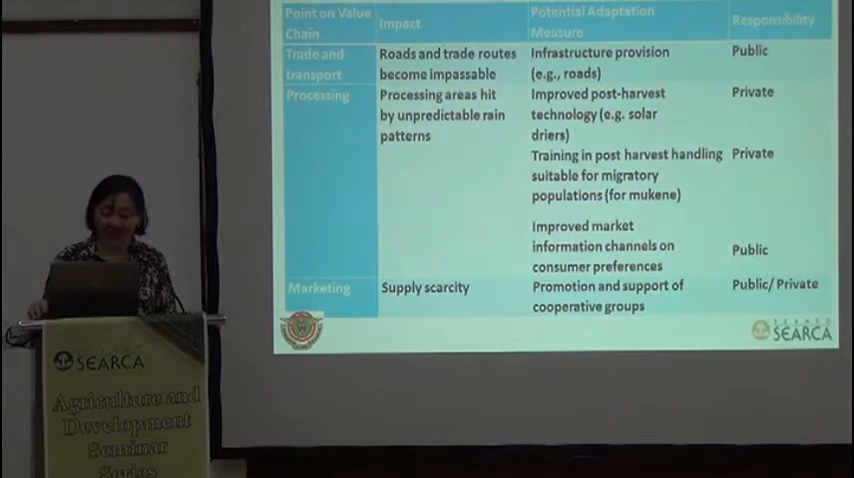 Point on Value
Chain
Impact
Potential Adaptation
Measure
Responsibility
Trade and
transport
Roads and trade routes
become impassable
Infrastructure provision
(e.g., roads)
Public
Processing
Processing areas hit
by unpredictable rain
patterns
Improved post-harvest
technology (e.g. solar
driers)
Private
Training in post harvest handling
suitable for migratory
populations (for mukene)
Private
Improved market
information channels on
consumer preferences
Public
Marketing
Supply scarcity
Promotion and support of
cooperative groups
Public/ Private
SEARCA
SEARCA
Agriculture and
Development
Seminar
Series